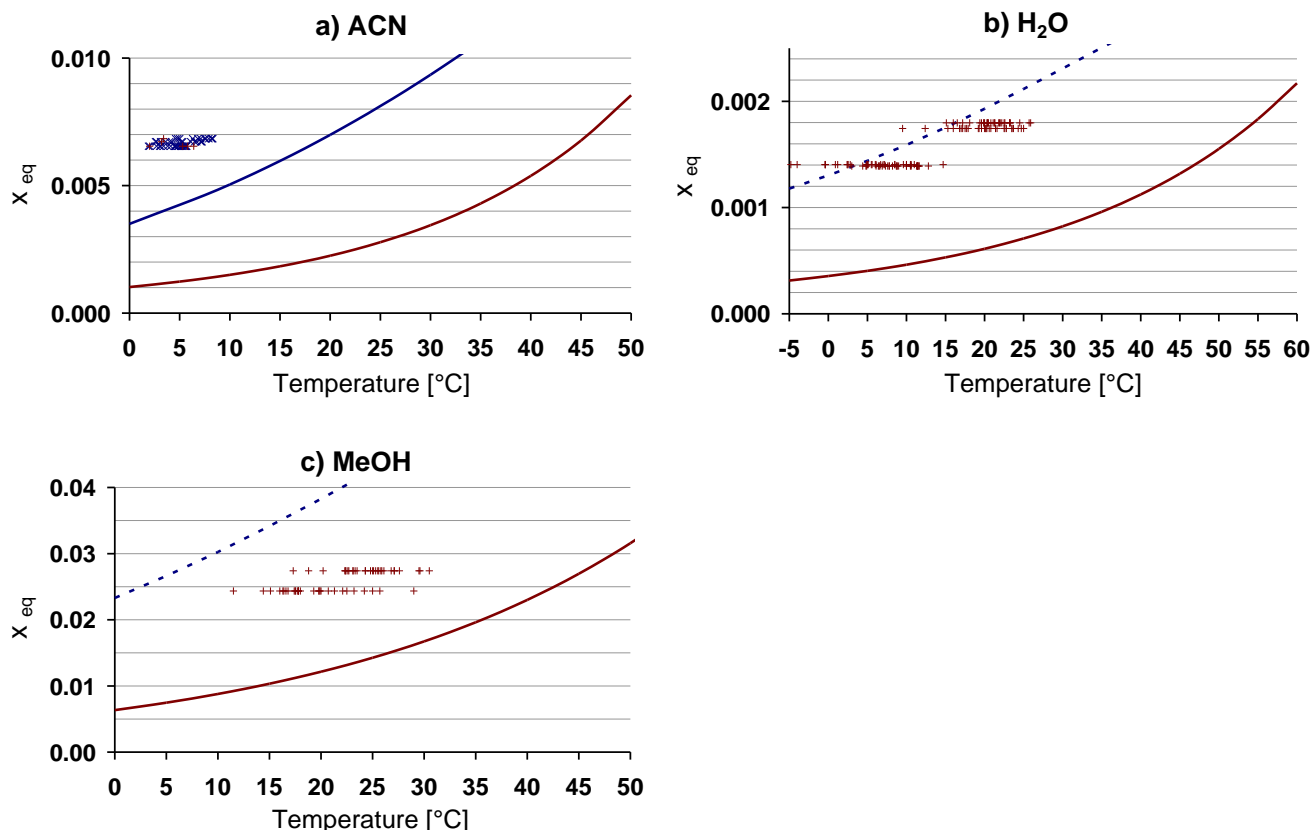 a) ACN
0.010
0.005
0.000
x eq
0 5 10 15 20 25 30 35 40 45 50
Temperature [°C]
b) H₂O
0.002
0.001
0.000
x eq
-5 0 5 10 15 20 25 30 35 40 45 50 55 60
Temperature [°C]
c) MeOH
0.04
0.03
0.02
0.01
0.00
x eq
0 5 10 15 20 25 30 35 40 45 50
Temperature [°C]